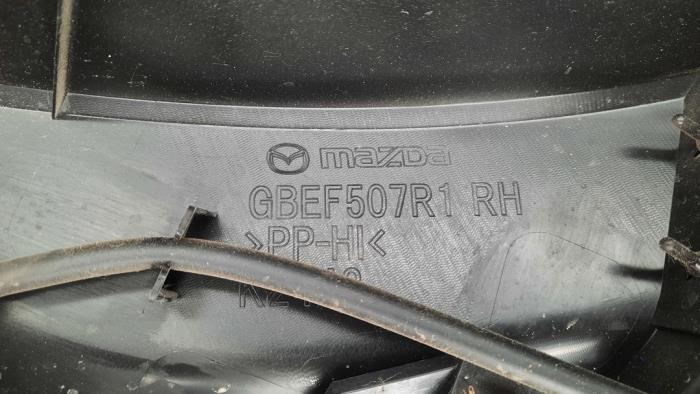 mazda
GBEF507R1 RH
>PP-HI<